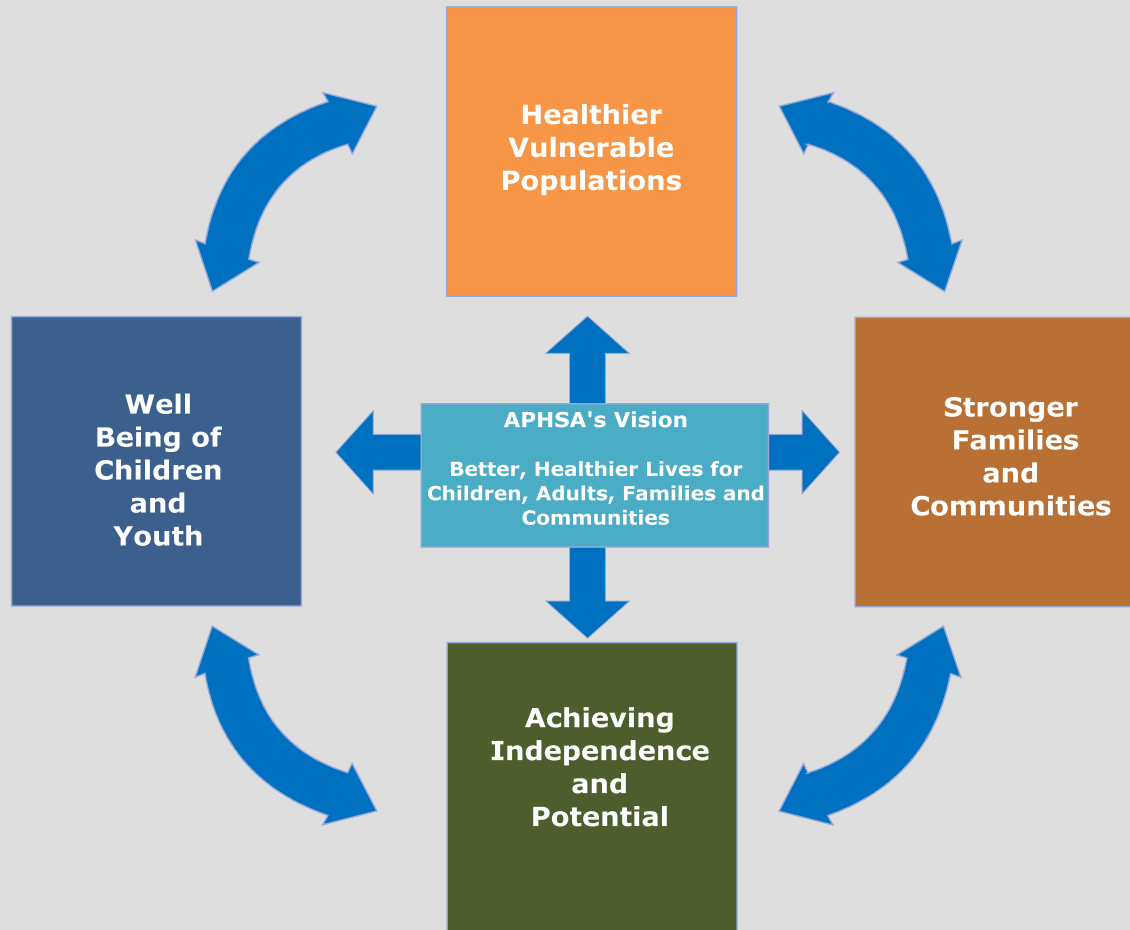 Healthier
Vulnerable
Populations
Well
Being of
Children
and
Youth
APHSA's Vision
Better, Healthier Lives for
Children, Adults, Families and
Communities
Stronger
Families
and
Communities
Achieving
Independence
and
Potential